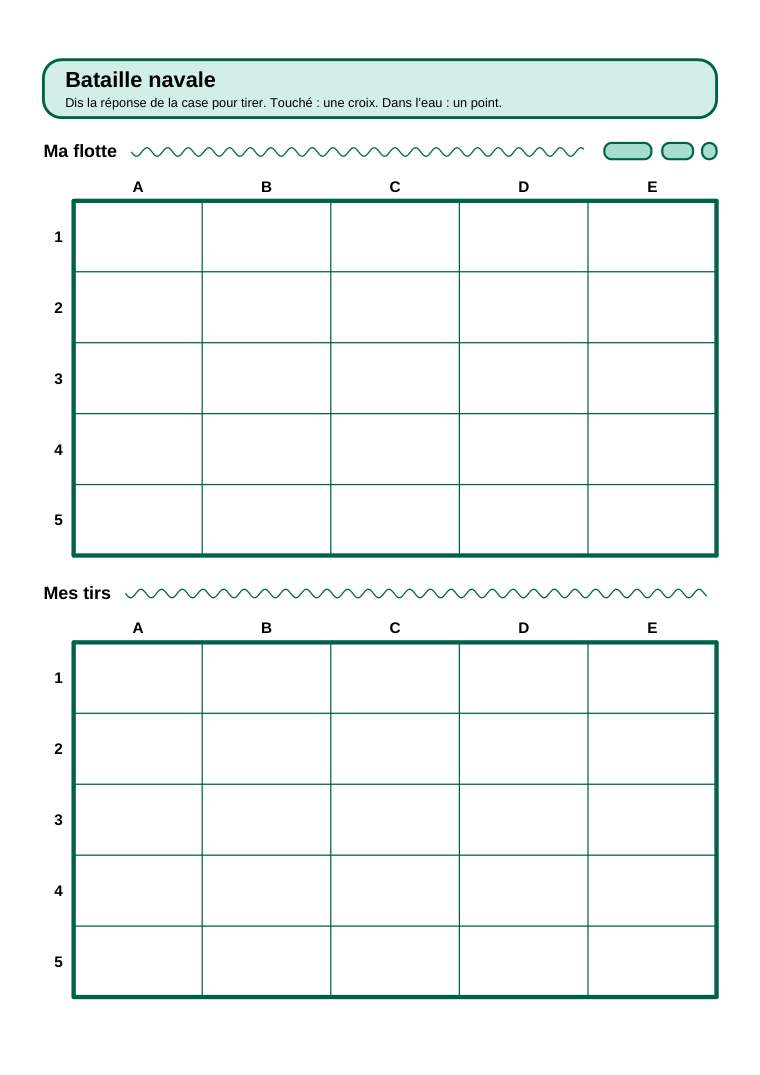 Bataille navale
Dis la réponse de la case pour tirer. Touché : une croix. Dans l’eau : un point.
Ma flotte
A B C D E
1
2
3
4
5
Mes tirs
A B C D E
1
2
3
4
5